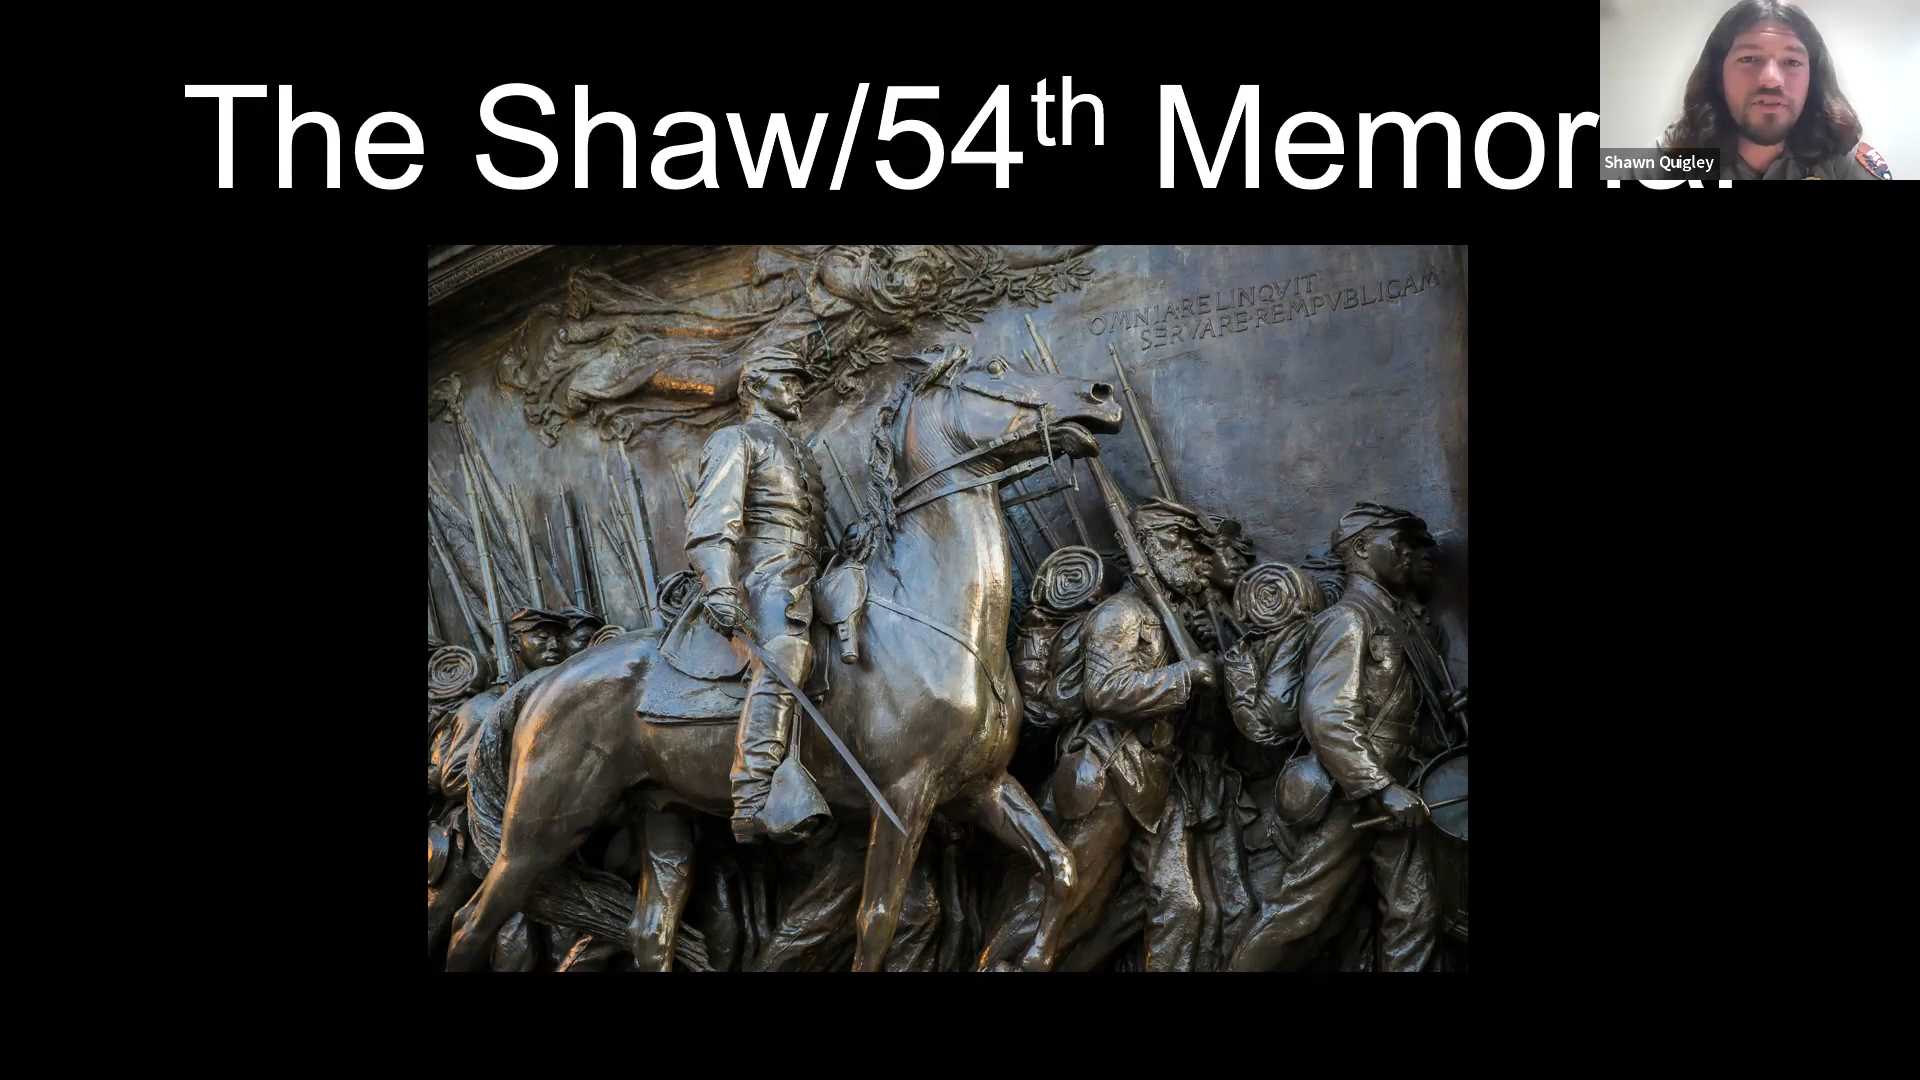 The Shaw/54th Memorial
Shawn Quigley
OMNIA RELINQVIT
SERVARE REMPVBLICAM